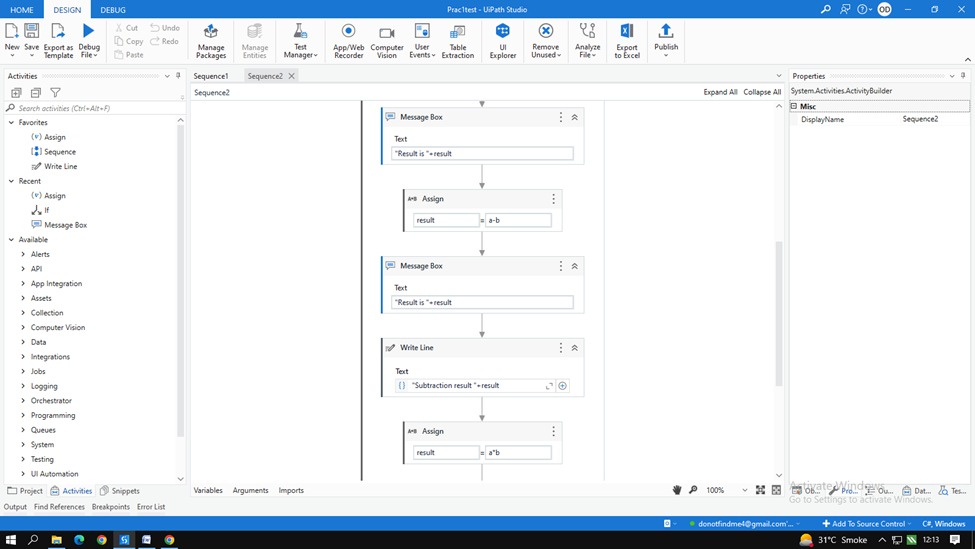 Prac1test - UiPath Studio
HOME DESIGN DEBUG
OD
New
Save
Export as Template
Debug File
Cut
Copy
Paste
Undo
Redo
Manage Packages
Manage Entities
Test Manager
App/Web Recorder
Computer Vision
User Events
Table Extraction
UI Explorer
Remove Unused
Analyze File
Export to Excel
Publish
Activities
Search activities (Ctrl+Alt+F)
Favorites
Assign
Sequence
Write Line
Recent
Assign
If
Message Box
Available
Alerts
API
App Integration
Assets
Collection
Computer Vision
Data
Integrations
Jobs
Logging
Orchestrator
Programming
Queues
System
Testing
UI Automation
Project Activities Snippets
Sequence1 Sequence2
Sequence2 Expand All Collapse All
Message Box
Text
"Result is "+result
A+B Assign
result = a-b
Message Box
Text
"Result is "+result
Write Line
Text
"Subtraction result "+result
A+B Assign
result = a*b
Variables Arguments Imports 100%
Properties
System.Activities.ActivityBuilder
Misc
DisplayName Sequence2
Activate Windows
Go to Settings to activate Windows.
Ob... Pro... Ou... Dat... Tes...
Output Find References Breakpoints Error List
donotfindme4@gmail.com'... Add To Source Control C#, Windows
31°C Smoke 12:13